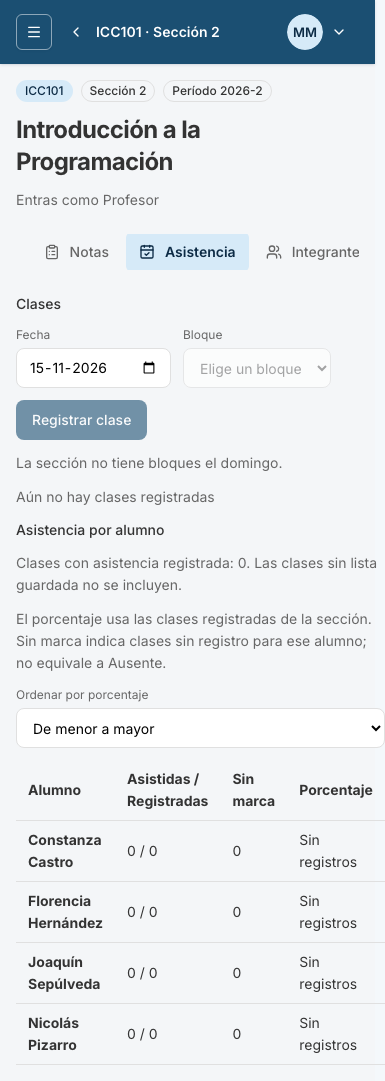 ICC101 · Sección 2
MM
ICC101
Sección 2
Período 2026-2
Introducción a la
Programación
Entras como Profesor
Notas
Asistencia
Integrante
Clases
Fecha
Bloque
15-11-2026
Elige un bloque
Registrar clase
La sección no tiene bloques el domingo.
Aún no hay clases registradas
Asistencia por alumno
Clases con asistencia registrada: 0. Las clases sin lista
guardada no se incluyen.
El porcentaje usa las clases registradas de la sección.
Sin marca indica clases sin registro para ese alumno;
no equivale a Ausente.
Ordenar por porcentaje
De menor a mayor
Alumno
Asistidas /
Registradas
Sin
marca
Porcentaje
Constanza
Castro
0 / 0
0
Sin
registros
Florencia
Hernández
0 / 0
0
Sin
registros
Joaquín
Sepúlveda
0 / 0
0
Sin
registros
Nicolás
Pizarro
0 / 0
0
Sin
registros